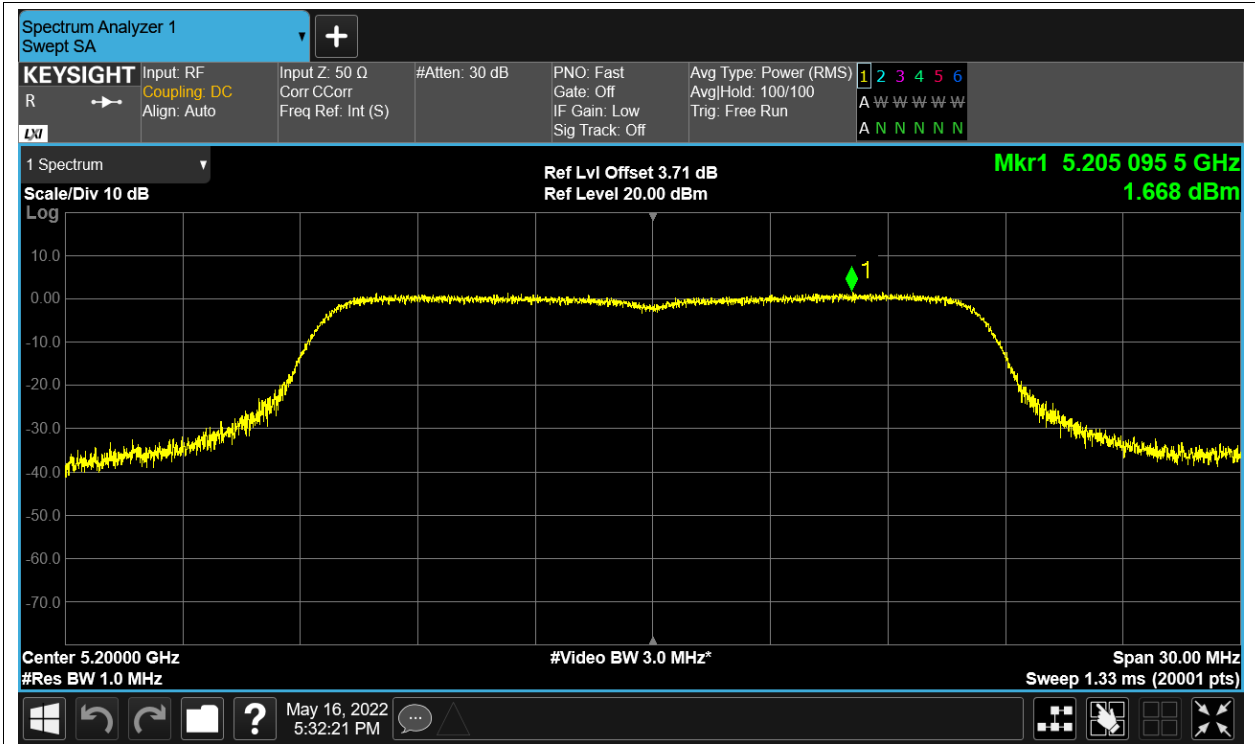 Spectrum Analyzer 1
Swept SA
KEYSIGHT
R
LXI
Input: RF
Coupling: DC
Align: Auto
Input Z: 50 Ω
Corr CCorr
Freq Ref: Int (S)
#Atten: 30 dB
PNO: Fast
Gate: Off
IF Gain: Low
Sig Track: Off
Avg Type: Power (RMS)
Avg|Hold: 100/100
Trig: Free Run
1 2 3 4 5 6
A W W W W W
A N N N N N
1 Spectrum
Scale/Div 10 dB
Log
Ref Lvl Offset 3.71 dB
Ref Level 20.00 dBm
Mkr1 5.205 095 5 GHz
1.668 dBm
1
10.0
0.00
-10.0
-20.0
-30.0
-40.0
-50.0
-60.0
-70.0
Center 5.20000 GHz
#Res BW 1.0 MHz
#Video BW 3.0 MHz*
Span 30.00 MHz
Sweep 1.33 ms (20001 pts)
?
May 16, 2022
5:32:21 PM